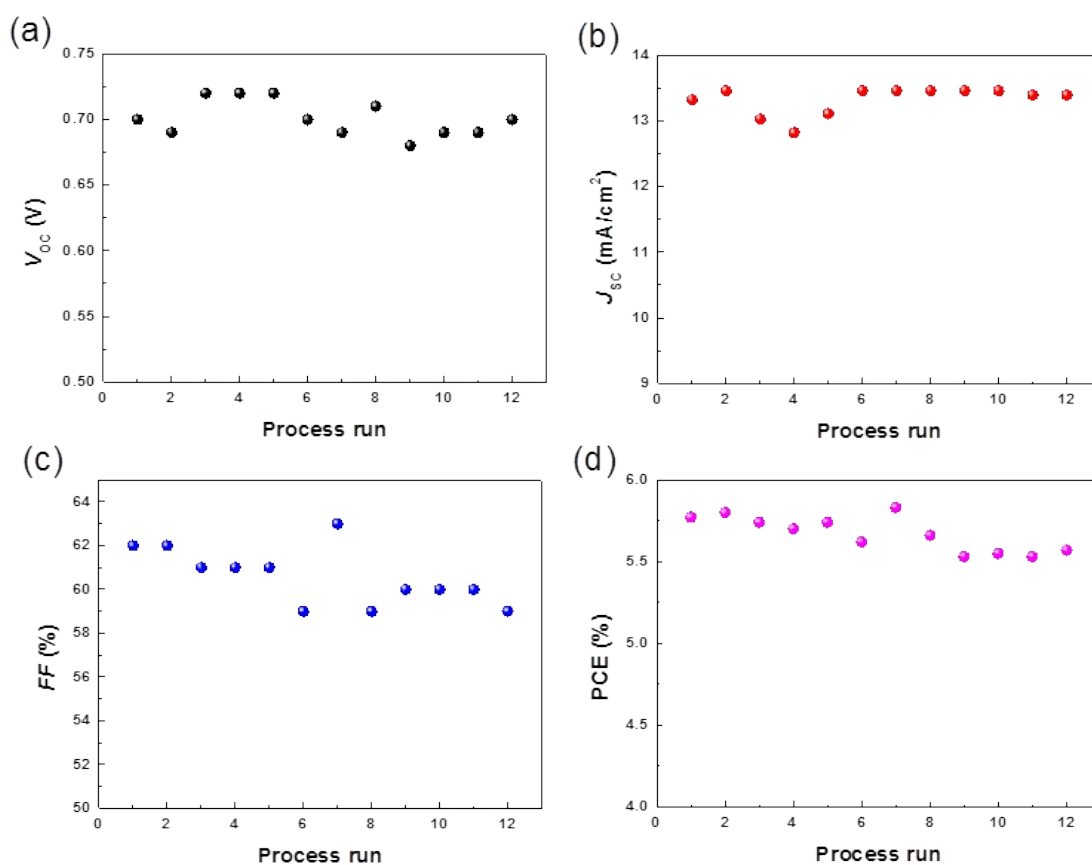 (a)
0.75
0.70
0.65
0.60
0.55
0.50
V_OC (V)
0 2 4 6 8 10 12
Process run
(b)
14
13
12
11
10
9
J_SC (mA/cm²)
0 2 4 6 8 10 12
Process run
(c)
64
62
60
58
56
54
52
50
FF (%)
0 2 4 6 8 10 12
Process run
(d)
6.0
5.5
5.0
4.5
4.0
PCE (%)
0 2 4 6 8 10 12
Process run